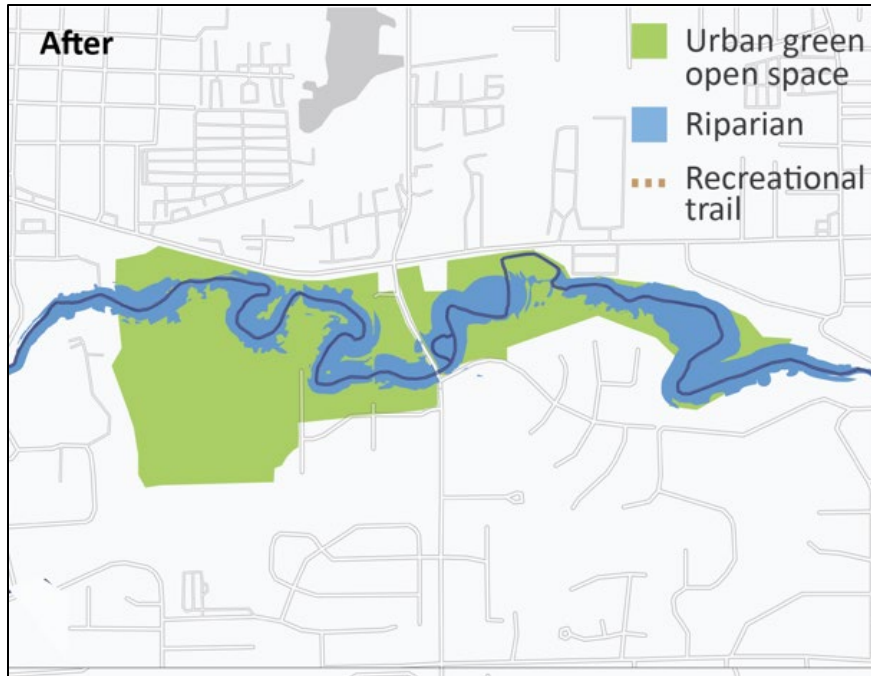 After
Urban green
open space
Riparian
Recreational
trail